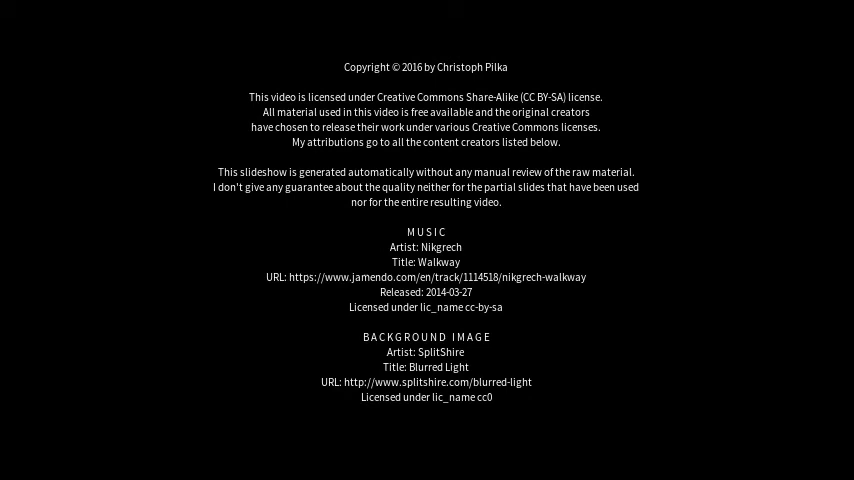 Copyright © 2016 by Christoph Pilka
This video is licensed under Creative Commons Share-Alike (CC BY-SA) license.
All material used in this video is free available and the original creators
have chosen to release their work under various Creative Commons licenses.
My attributions go to all the content creators listed below.
This slideshow is generated automatically without any manual review of the raw material.
I don't give any guarantee about the quality neither for the partial slides that have been used
nor for the entire resulting video.
MUSIC
Artist: Nikgrech
Title: Walkway
URL: https://www.jamendo.com/en/track/1114518/nikgrech-walkway
Released: 2014-03-27
Licensed under lic_name cc-by-sa
BACKGROUND IMAGE
Artist: SplitShire
Title: Blurred Light
URL: http://www.splitshire.com/blurred-light
Licensed under lic_name cc0